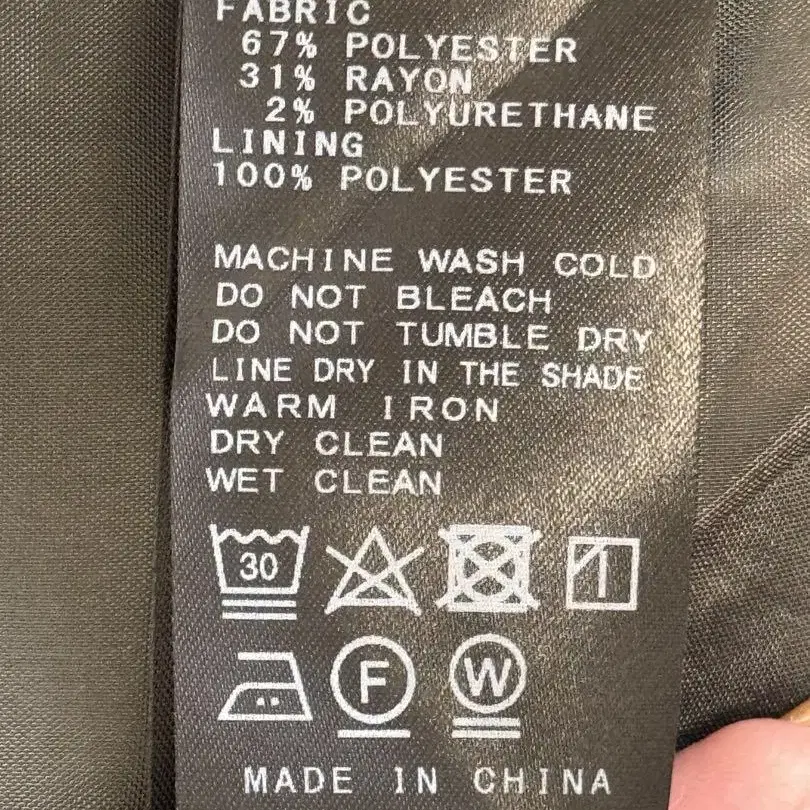 FABRIC
67% POLYESTER
31% RAYON
2% POLYURETHANE
LINING
100% POLYESTER
MACHINE WASH COLD
DO NOT BLEACH
DO NOT TUMBLE DRY
LINE DRY IN THE SHADE
WARM IRON
DRY CLEAN
WET CLEAN
30
F W
MADE IN CHINA